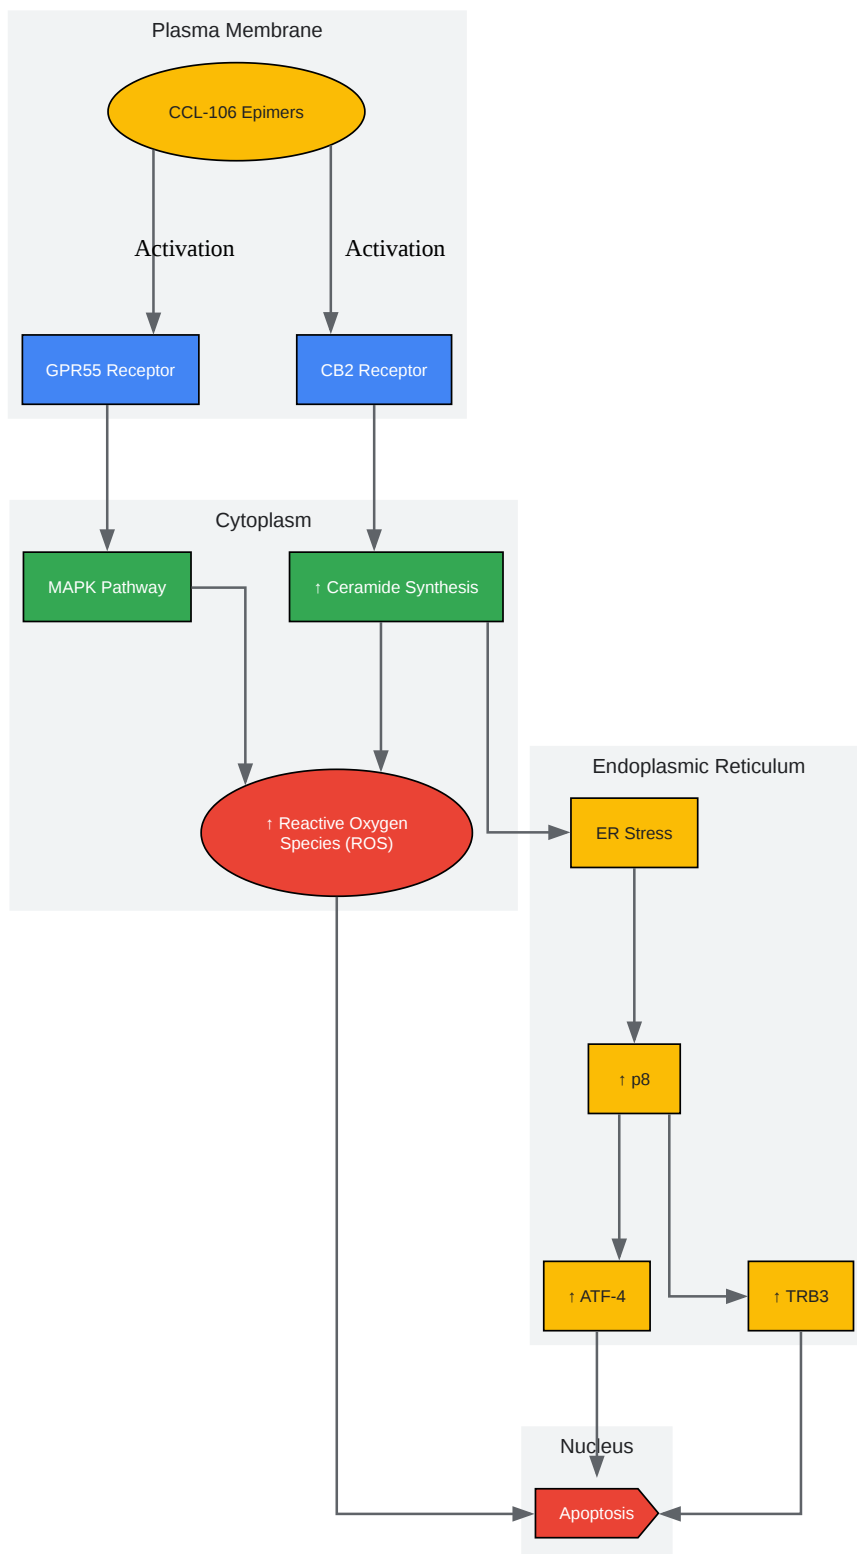 Plasma Membrane
CCL-106 Epimers
Activation
Activation
GPR55 Receptor
CB2 Receptor
Cytoplasm
MAPK Pathway
↑ Ceramide Synthesis
↑ Reactive Oxygen
Species (ROS)
Endoplasmic Reticulum
ER Stress
↑ p8
↑ ATF-4
↑ TRB3
Nucleus
Apoptosis